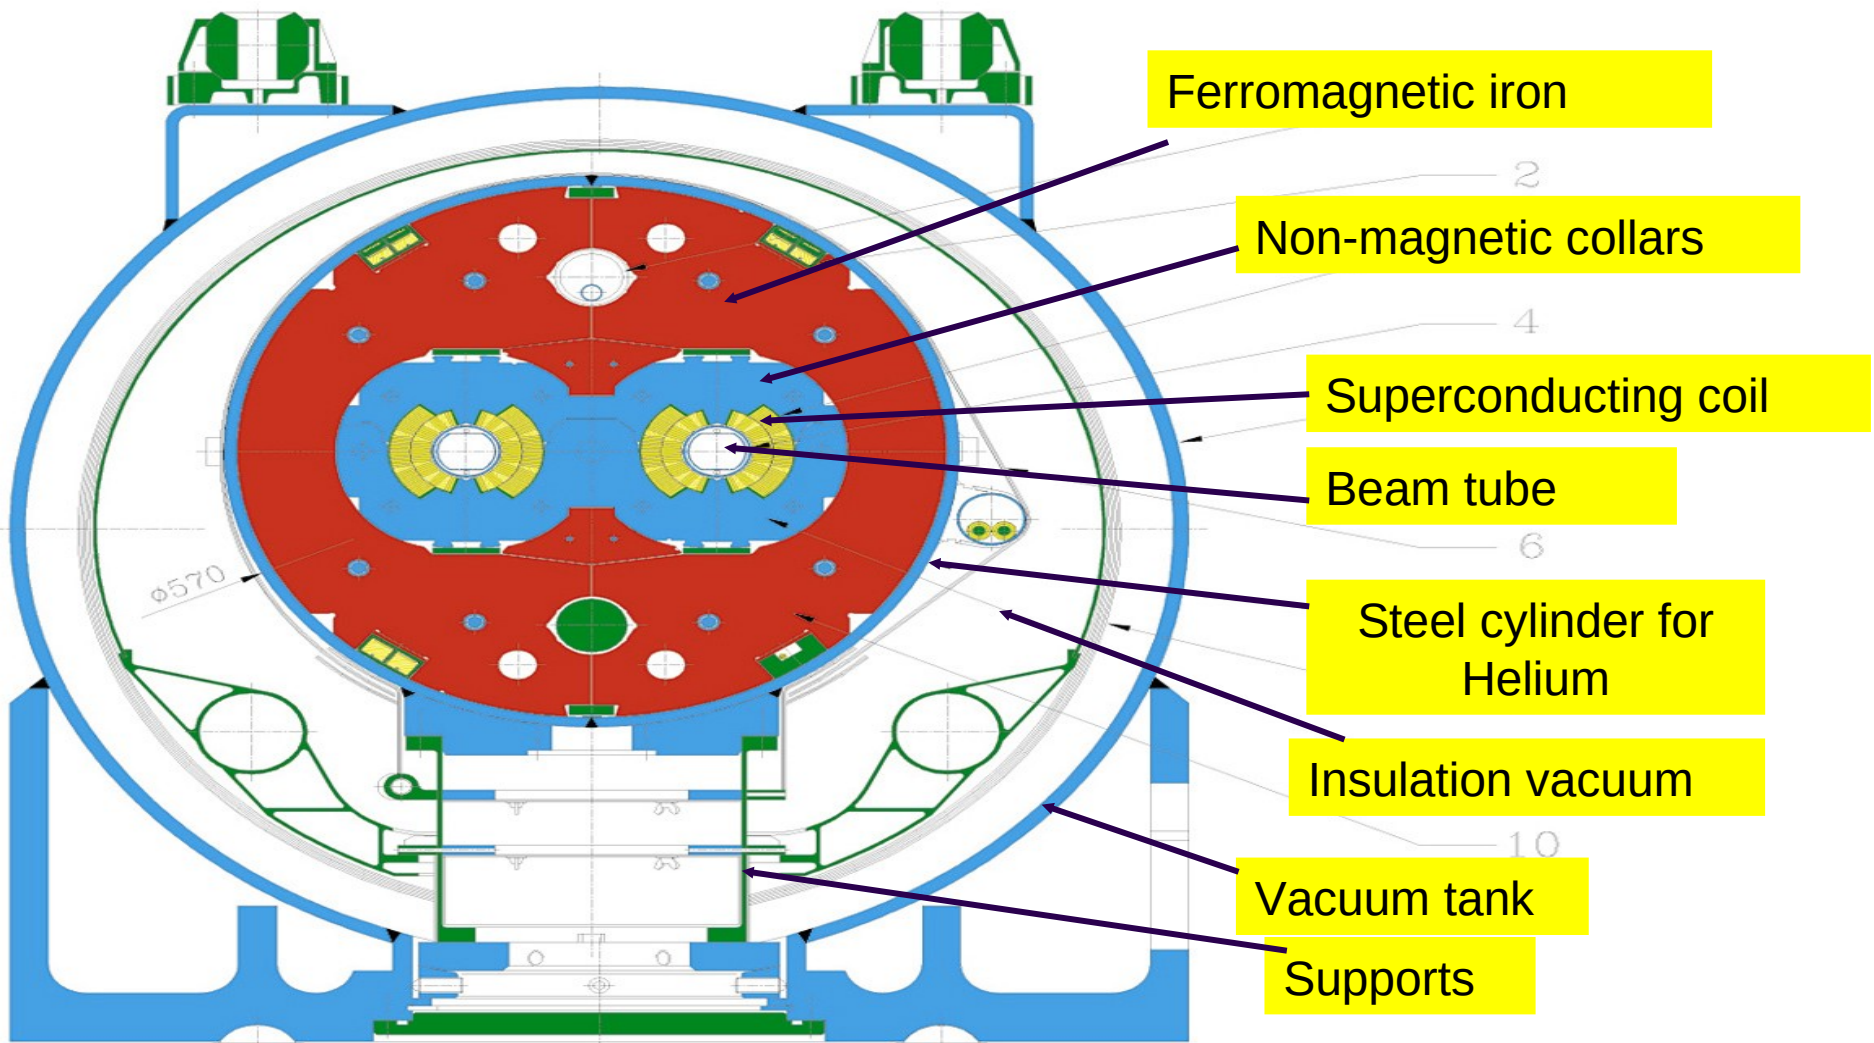 Ferromagnetic iron
2
Non-magnetic collars
4
Superconducting coil
Beam tube
6
ϕ570
Steel cylinder for
Helium
Insulation vacuum
10
Vacuum tank
Supports